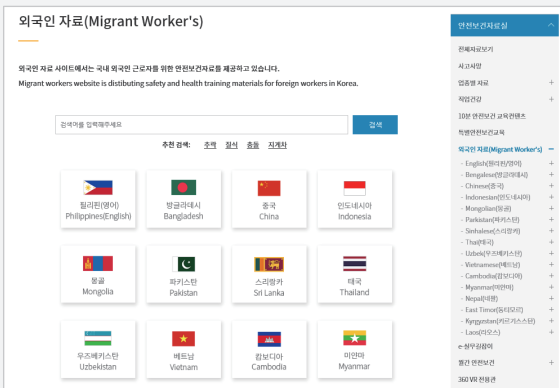 외국인 자료(Migrant Worker's)
외국인 자료 사이트에서는 국내 외국인 근로자를 위한 안전보건자료를 제공하고 있습니다.
Migrant workers website is distibuting safety and health training materials for foreign workers in Korea.
검색어를 입력해주세요
검색
추천 검색: 추락 질식 충돌 지게차
필리핀(영어)
Philippines(English)
방글라데시
Bangladesh
중국
China
인도네시아
Indonesia
몽골
Mongolia
파키스탄
Pakistan
스리랑카
Sri Lanka
태국
Thailand
우즈베키스탄
Uzbekistan
베트남
Vietnam
캄보디아
Cambodia
미얀마
Myanmar
안전보건자료실
전체자료보기
사고사망
업종별 자료 +
직업건강 +
10분 안전보건 교육컨텐츠
특별안전보건교육
외국인 자료(Migrant Worker's) −
- English(필리핀/영어) +
- Bengalese(방글라데시) +
- Chinese(중국) +
- Indonesian(인도네시아) +
- Mongolian(몽골) +
- Parkistan(파키스탄) +
- Sinhalese(스리랑카) +
- Thai(태국) +
- Uzbek(우즈베키스탄) +
- Vietnamese(베트남) +
- Cambodia(캄보디아) +
- Myanmar(미얀마) +
- Nepal(네팔) +
- East Timor(동티모르) +
- Kyrgyzstan(키르기스스탄) +
- Laos(라오스) +
e-실무길잡이
월간 안전보건 +
360 VR 전용관